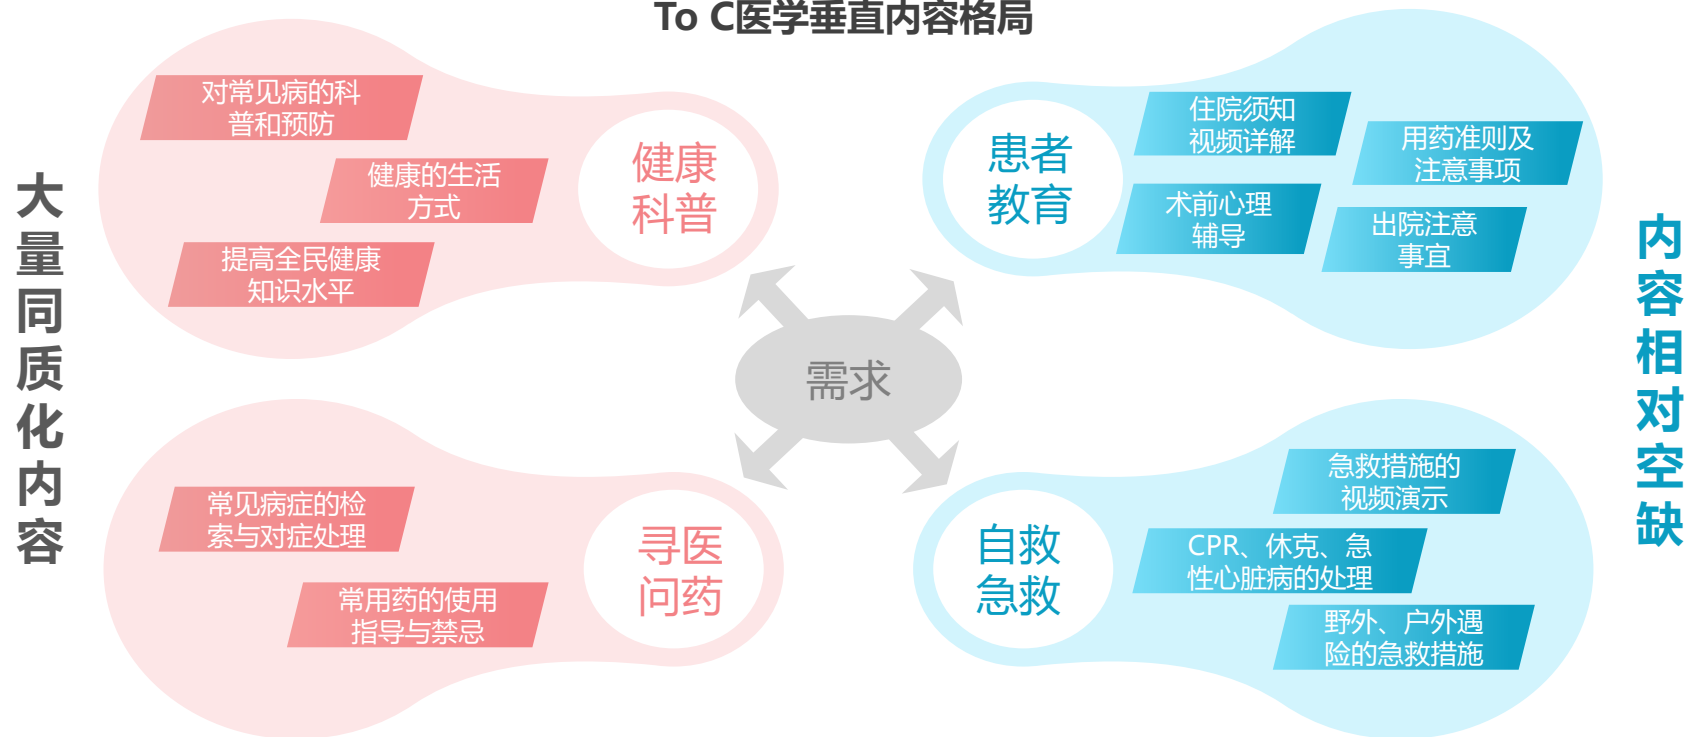 To C医学垂直内容格局
大
量
同
质
化
内
容
对常见病的科
普和预防
健康的生活
方式
提高全民健康
知识水平
健康
科普
患者
教育
住院须知
视频详解
用药准则及
注意事项
术前心理
辅导
出院注意
事宜
需求
常见病症的检
索与对症处理
常用药的使用
指导与禁忌
寻医
问药
自救
急救
急救措施的
视频演示
CPR、休克、急
性心脏病的处理
野外、户外遇
险的急救措施
内
容
相
对
空
缺